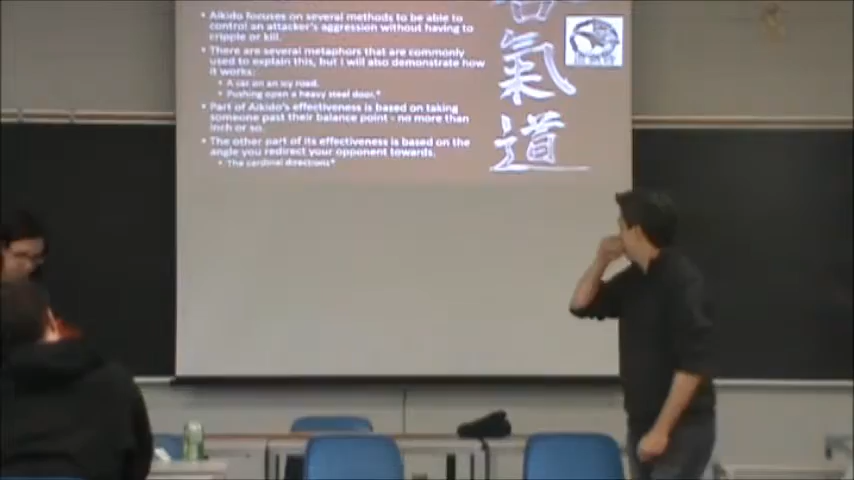 • Aikido focuses on several methods to be able to
control an attacker's aggression without having to
cripple or kill.
• There are several metaphors that are commonly
used to explain this, but I will also demonstrate how
it works:
• A car on an icy road.
• Pushing open a heavy steel door.*
• Part of Aikido's effectiveness is based on taking
someone past their balance point - no more than
inch or so.
• The other part of its effectiveness is based on the
angle you redirect your opponent towards.
• The cardinal directions*
合
氣
道